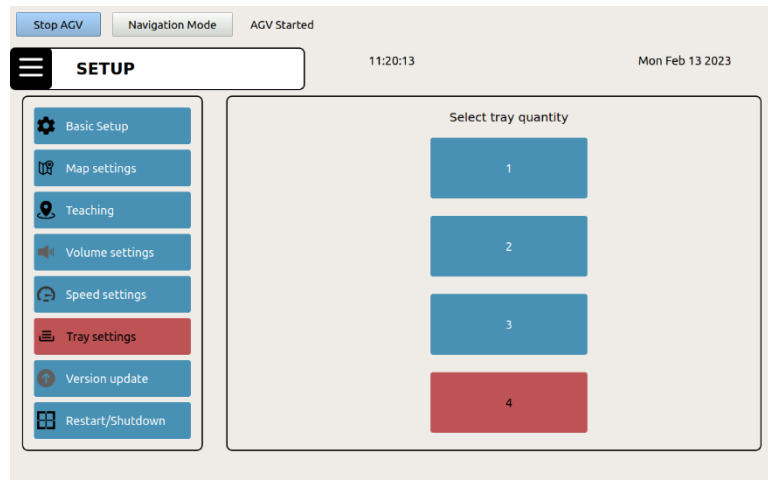 Stop AGV Navigation Mode AGV Started
SETUP 11:20:13 Mon Feb 13 2023
Select tray quantity
Basic Setup
Map settings
Teaching
Volume settings
Speed settings
Tray settings
Version update
Restart/Shutdown
1
2
3
4